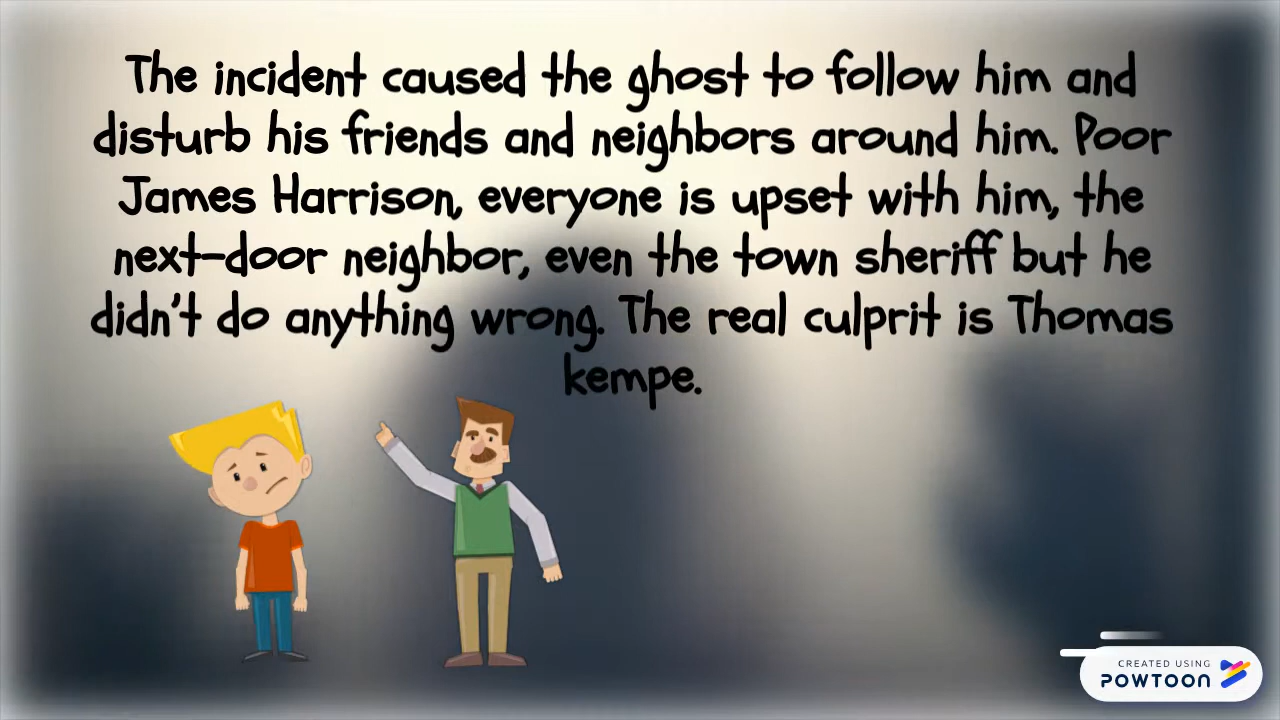 The incident caused the ghost to follow him and
disturb his friends and neighbors around him. Poor
James Harrison, everyone is upset with him, the
next-door neighbor, even the town sheriff but he
didn't do anything wrong. The real culprit is Thomas
kempe.
CREATED USING
POWTOON